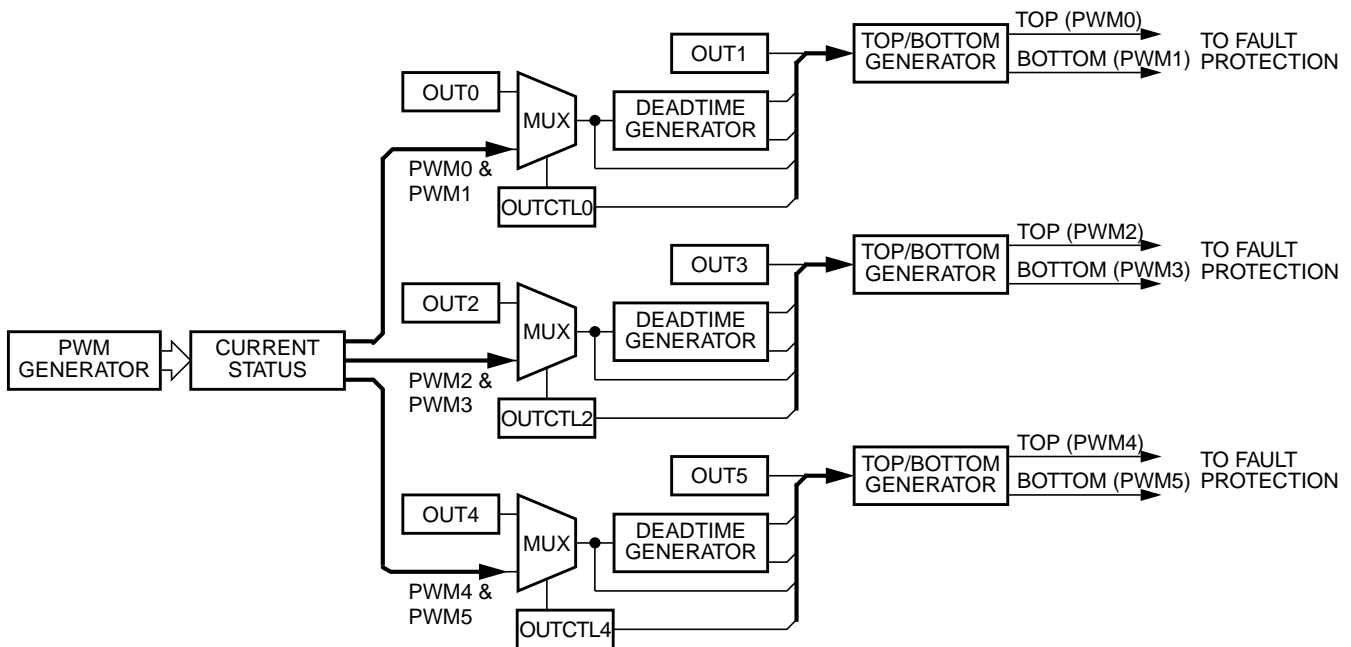 TOP (PWM0)
OUT1
TOP/BOTTOM
GENERATOR
TO FAULT
PROTECTION
BOTTOM (PWM1)
OUT0
MUX
DEADTIME
GENERATOR
PWM0 &
PWM1
OUTCTL0
TOP (PWM2)
OUT3
TOP/BOTTOM
GENERATOR
TO FAULT
PROTECTION
BOTTOM (PWM3)
OUT2
MUX
DEADTIME
GENERATOR
PWM
GENERATOR
CURRENT
STATUS
PWM2 &
PWM3
OUTCTL2
TOP (PWM4)
OUT5
TOP/BOTTOM
GENERATOR
TO FAULT
PROTECTION
BOTTOM (PWM5)
OUT4
MUX
DEADTIME
GENERATOR
PWM4 &
PWM5
OUTCTL4